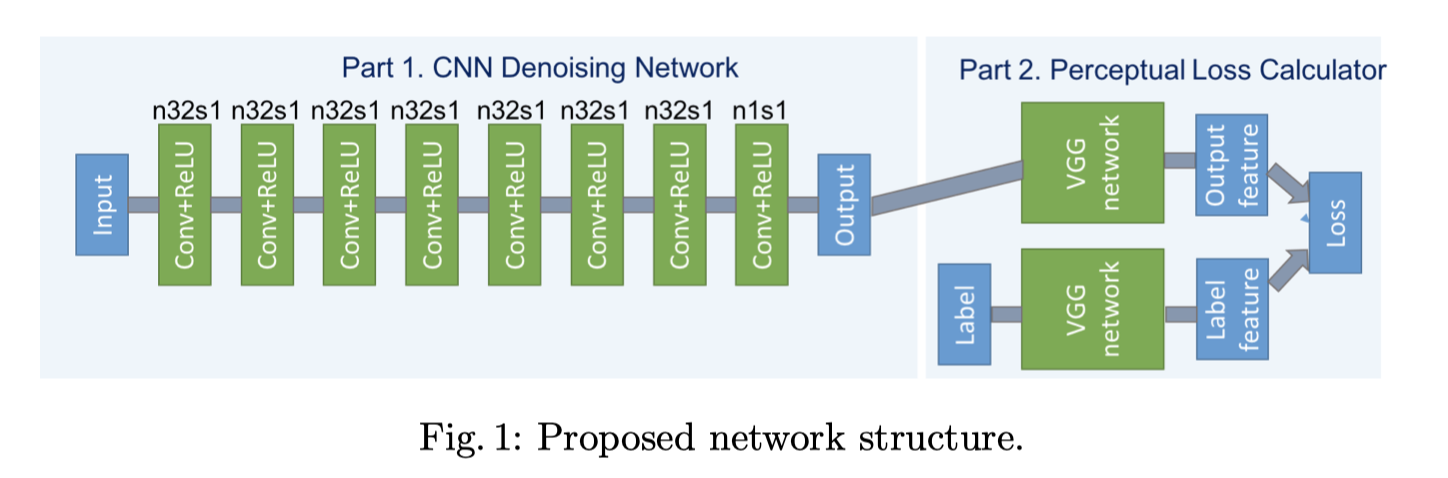 Part 1. CNN Denoising Network
n32s1 n32s1 n32s1 n32s1 n32s1 n32s1 n32s1 n1s1
Input
Conv+ReLU
Conv+ReLU
Conv+ReLU
Conv+ReLU
Conv+ReLU
Conv+ReLU
Conv+ReLU
Conv+ReLU
Output
Part 2. Perceptual Loss Calculator
VGG
network
Output
feature
Label
VGG
network
Label
feature
Loss
Fig. 1: Proposed network structure.